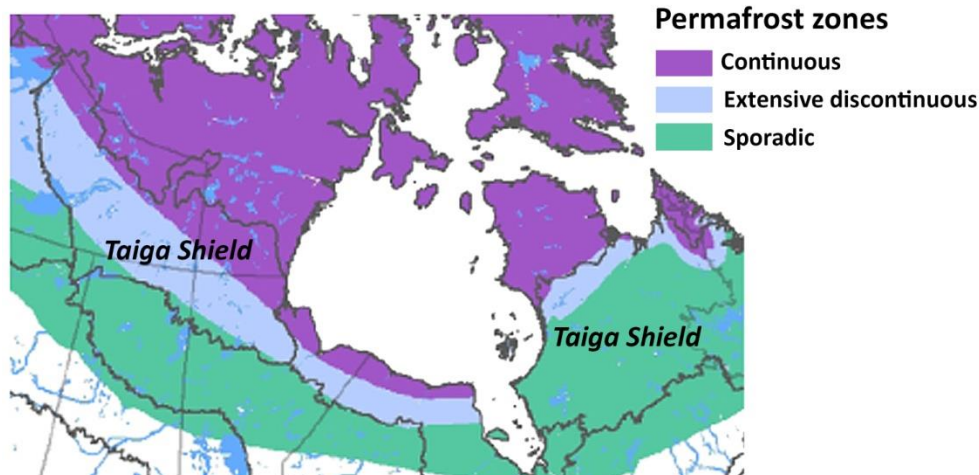 Permafrost zones
Continuous
Extensive discontinuous
Sporadic
Taiga Shield
Taiga Shield